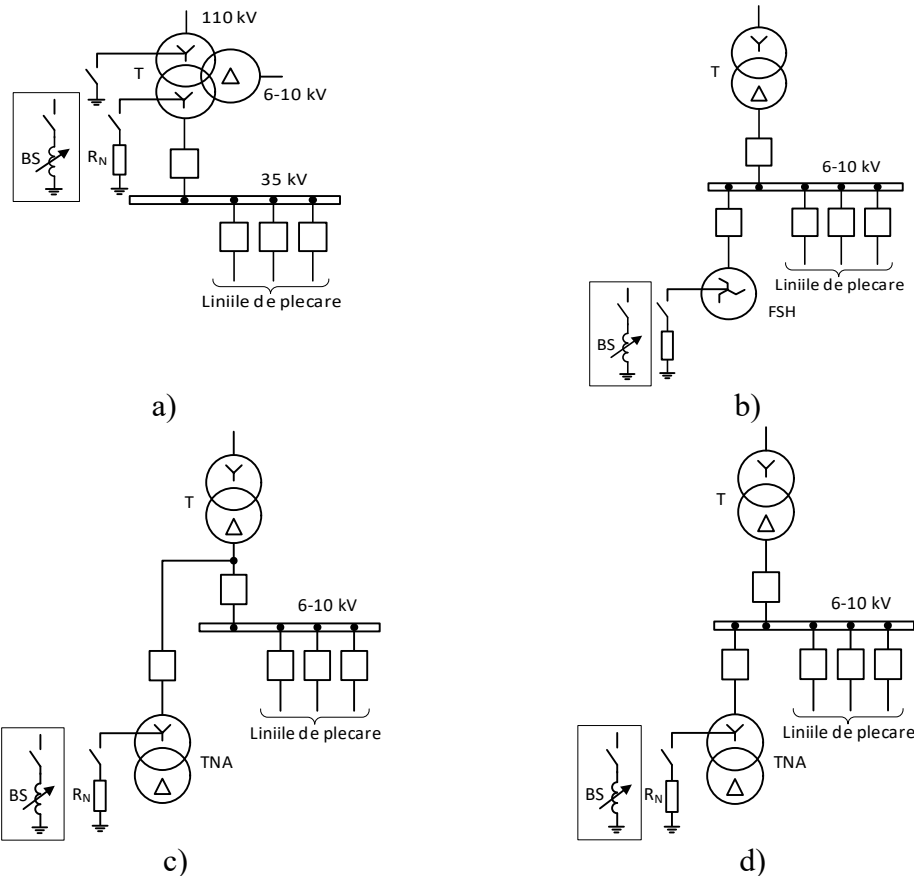 110 kV
T
6-10 kV
BS
R_N
35 kV
Liniile de plecare
a)
T
6-10 kV
Liniile de plecare
FSH
BS
b)
T
6-10 kV
Liniile de plecare
TNA
BS
R_N
c)
T
6-10 kV
Liniile de plecare
TNA
BS
R_N
d)